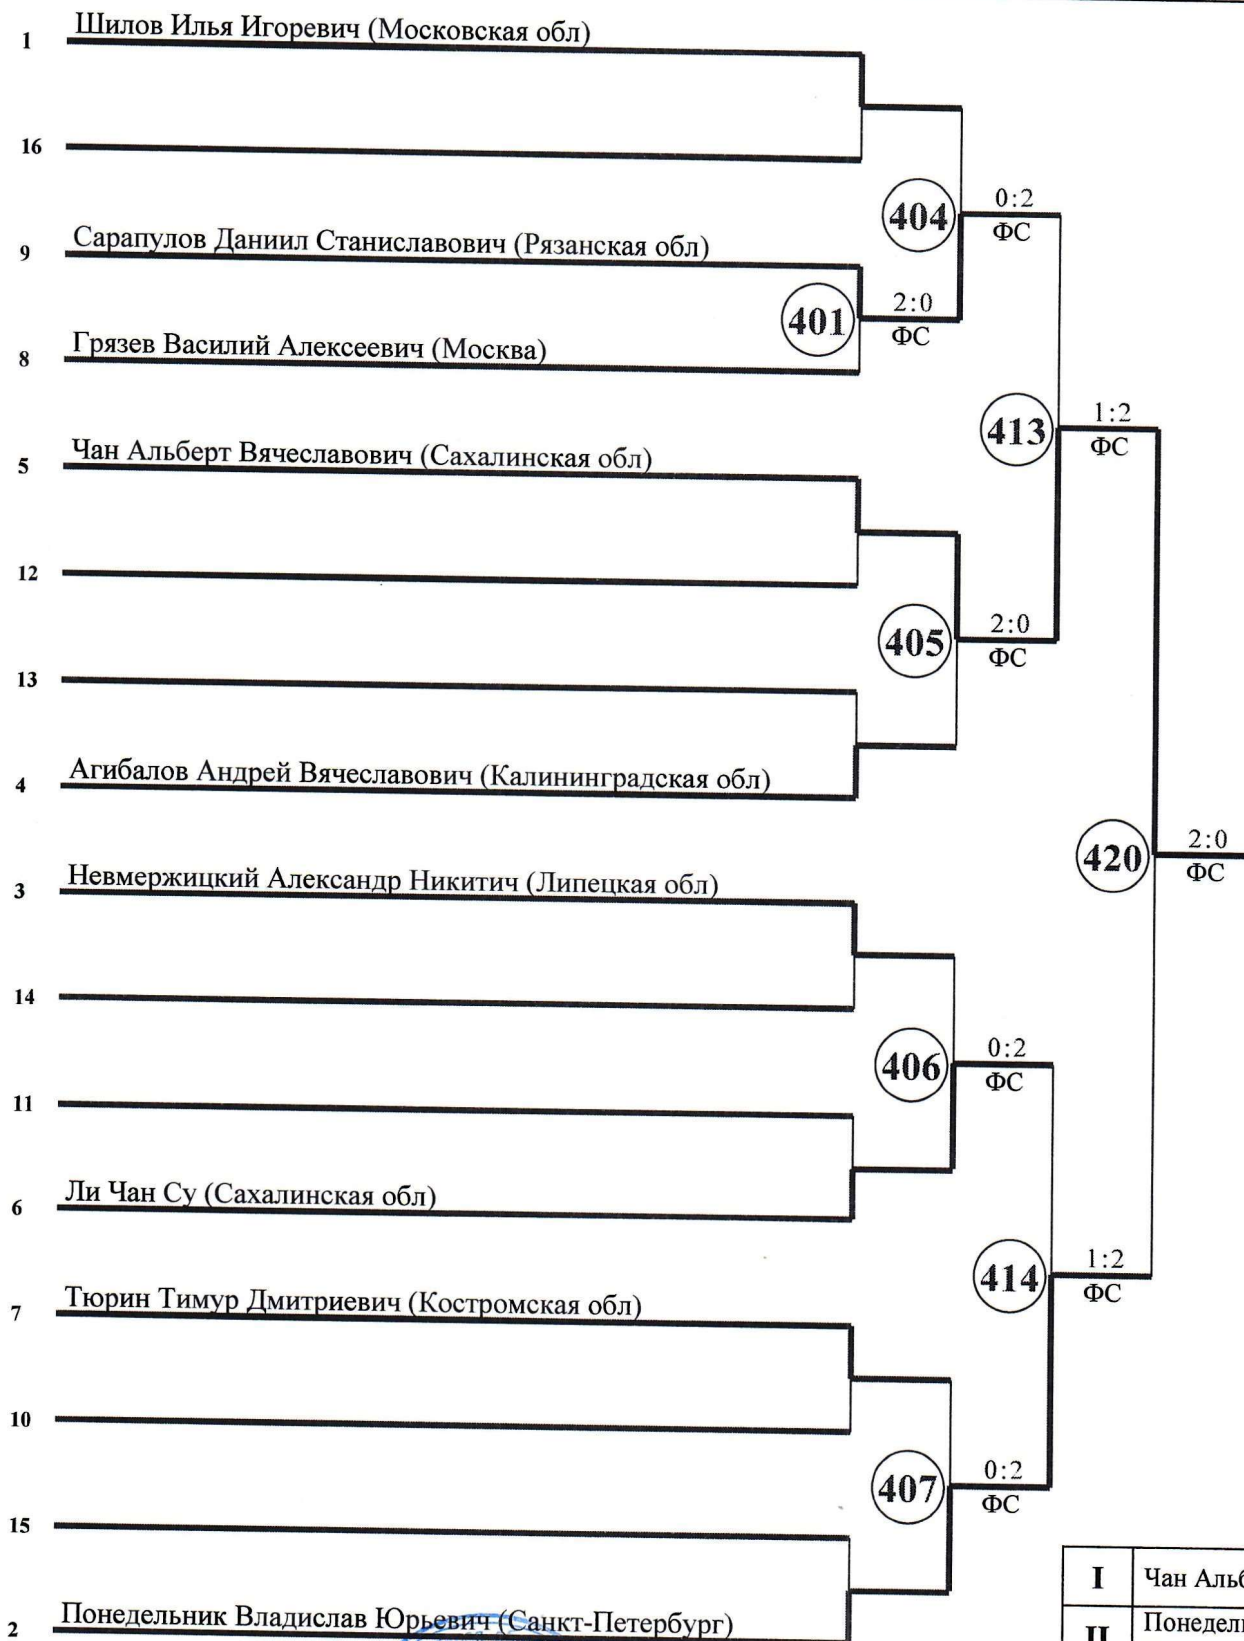 1 Шилов Илья Игоревич (Московская обл)
16
404 0:2
ФС
9 Сарапулов Даниил Станиславович (Рязанская обл)
401 2:0
ФС
8 Грязев Василий Алексеевич (Москва)
413 1:2
ФС
5 Чан Альберт Вячеславович (Сахалинская обл)
12
405 2:0
ФС
13
4 Агибалов Андрей Вячеславович (Калининградская обл)
420 2:0
ФС
3 Невмержицкий Александр Никитич (Липецкая обл)
14
406 0:2
ФС
11
6 Ли Чан Су (Сахалинская обл)
414 1:2
ФС
7 Тюрин Тимур Дмитриевич (Костромская обл)
10
407 0:2
ФС
15
2 Понедельник Владислав Юрьевич (Санкт-Петербург)
I Чан Альб
II Понедель